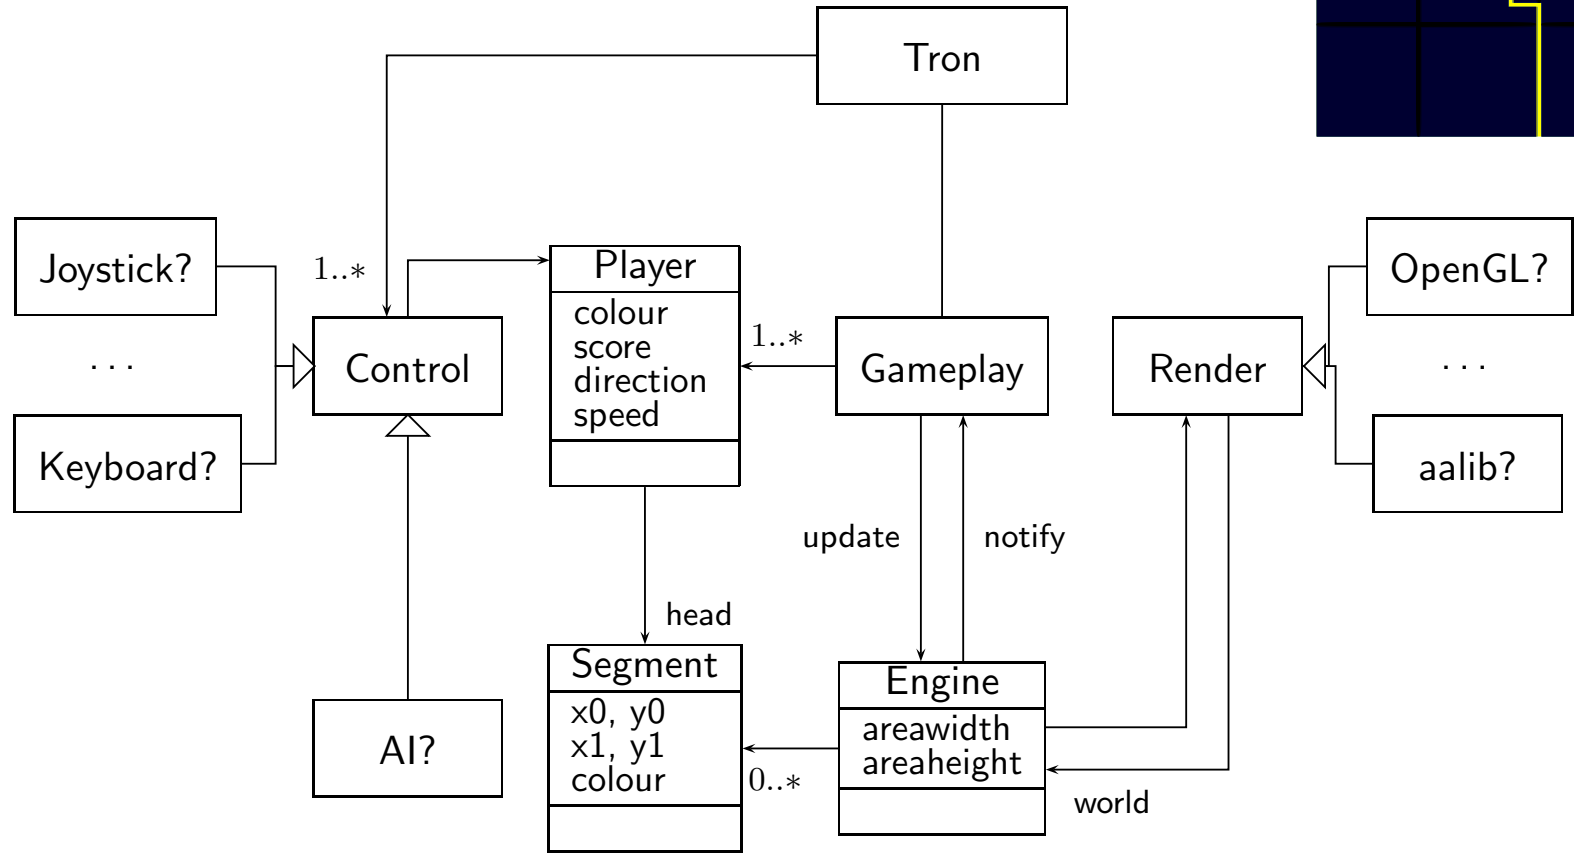 Tron
Joystick?
1..*
Player
OpenGL?
colour
score
direction
speed
1..*
. . .
Control
Gameplay
Render
. . .
Keyboard?
aalib?
update
notify
head
Segment
x0, y0
x1, y1
colour
Engine
areawidth
areaheight
AI?
0..*
world